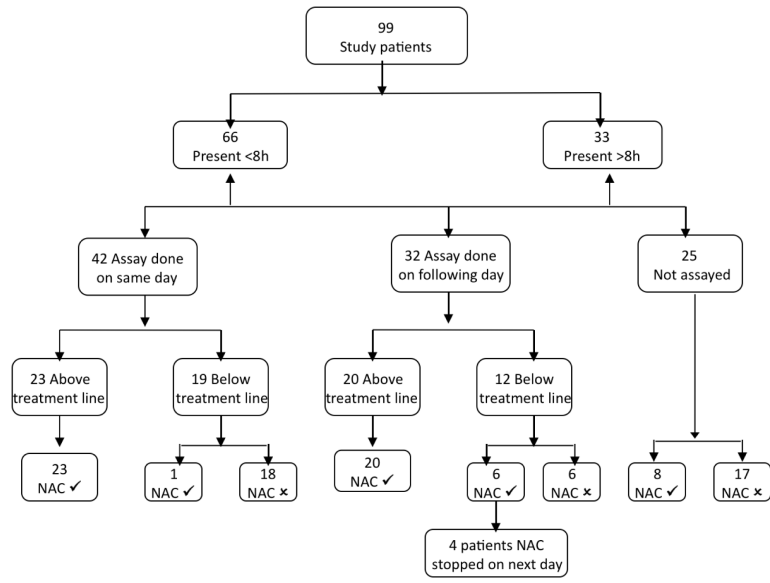 99
Study patients
66
Present <8h
33
Present >8h
42 Assay done
on same day
32 Assay done
on following day
25
Not assayed
23 Above
treatment line
19 Below
treatment line
20 Above
treatment line
12 Below
treatment line
23
NAC ✓
1
NAC ✓
18
NAC ×
20
NAC ✓
6
NAC ✓
6
NAC ×
8
NAC ✓
17
NAC ×
4 patients NAC
stopped on next day